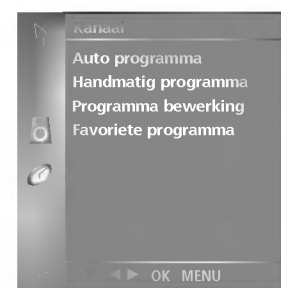 Kanaal
Auto programma
Handmatig programma
Programma bewerking
Favoriete programma
OK MENU